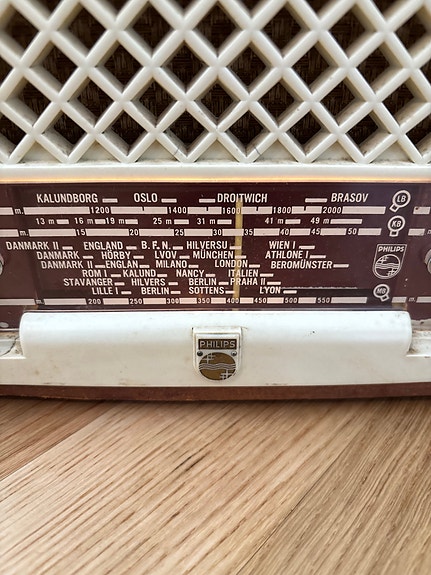 KALUNDBORG OSLO DROITWICH BRASOV LB
m. 1200 1400 1600 1800 2000
13 m 16 m 19 m 25 m 31 m 41 m 49 m KB
m. 15 20 30 35 40 45 50
DANMARK II ENGLAND B.F.N. HILVERSU WIEN I PHILIPS
DANMARK HÖRBY LVOV MÜNCHEN ATHLONE I
DANMARK II ENGLAN MILANO LONDON BEROMÜNSTER
ROM I KALUND NANCY ITALIEN
STAVANGER HILVERS BERLIN PRAHA II
LILLE I BERLIN SOTTENS LYON MB
m. 200 250 300 350 400 450 500 550
PHILIPS